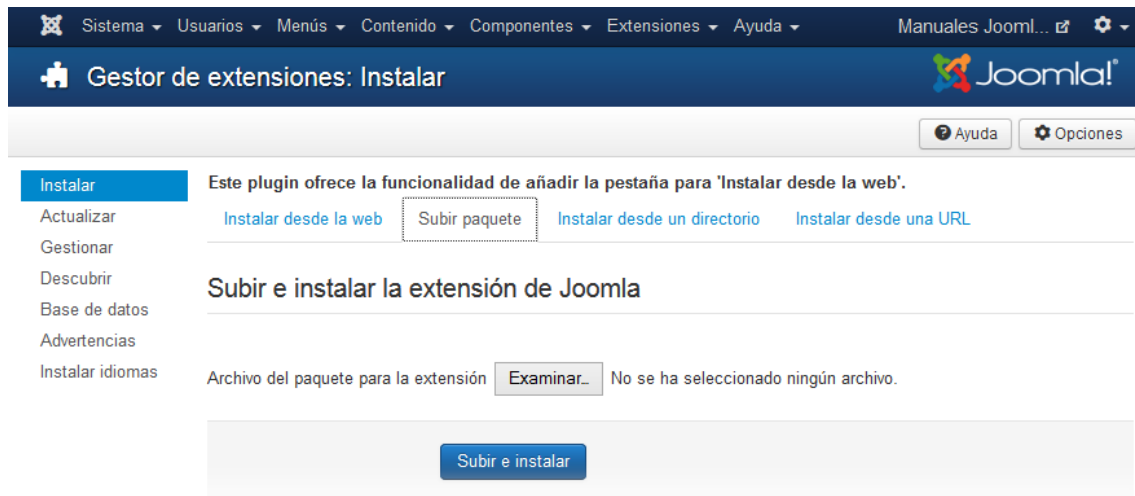 Sistema Usuarios Menús Contenido Componentes Extensiones Ayuda Manuales Jooml...
Gestor de extensiones: Instalar Joomla!®
Ayuda Opciones
Instalar
Actualizar
Gestionar
Descubrir
Base de datos
Advertencias
Instalar idiomas
Este plugin ofrece la funcionalidad de añadir la pestaña para 'Instalar desde la web'.
Instalar desde la web Subir paquete Instalar desde un directorio Instalar desde una URL
Subir e instalar la extensión de Joomla
Archivo del paquete para la extensión Examinar... No se ha seleccionado ningún archivo.
Subir e instalar